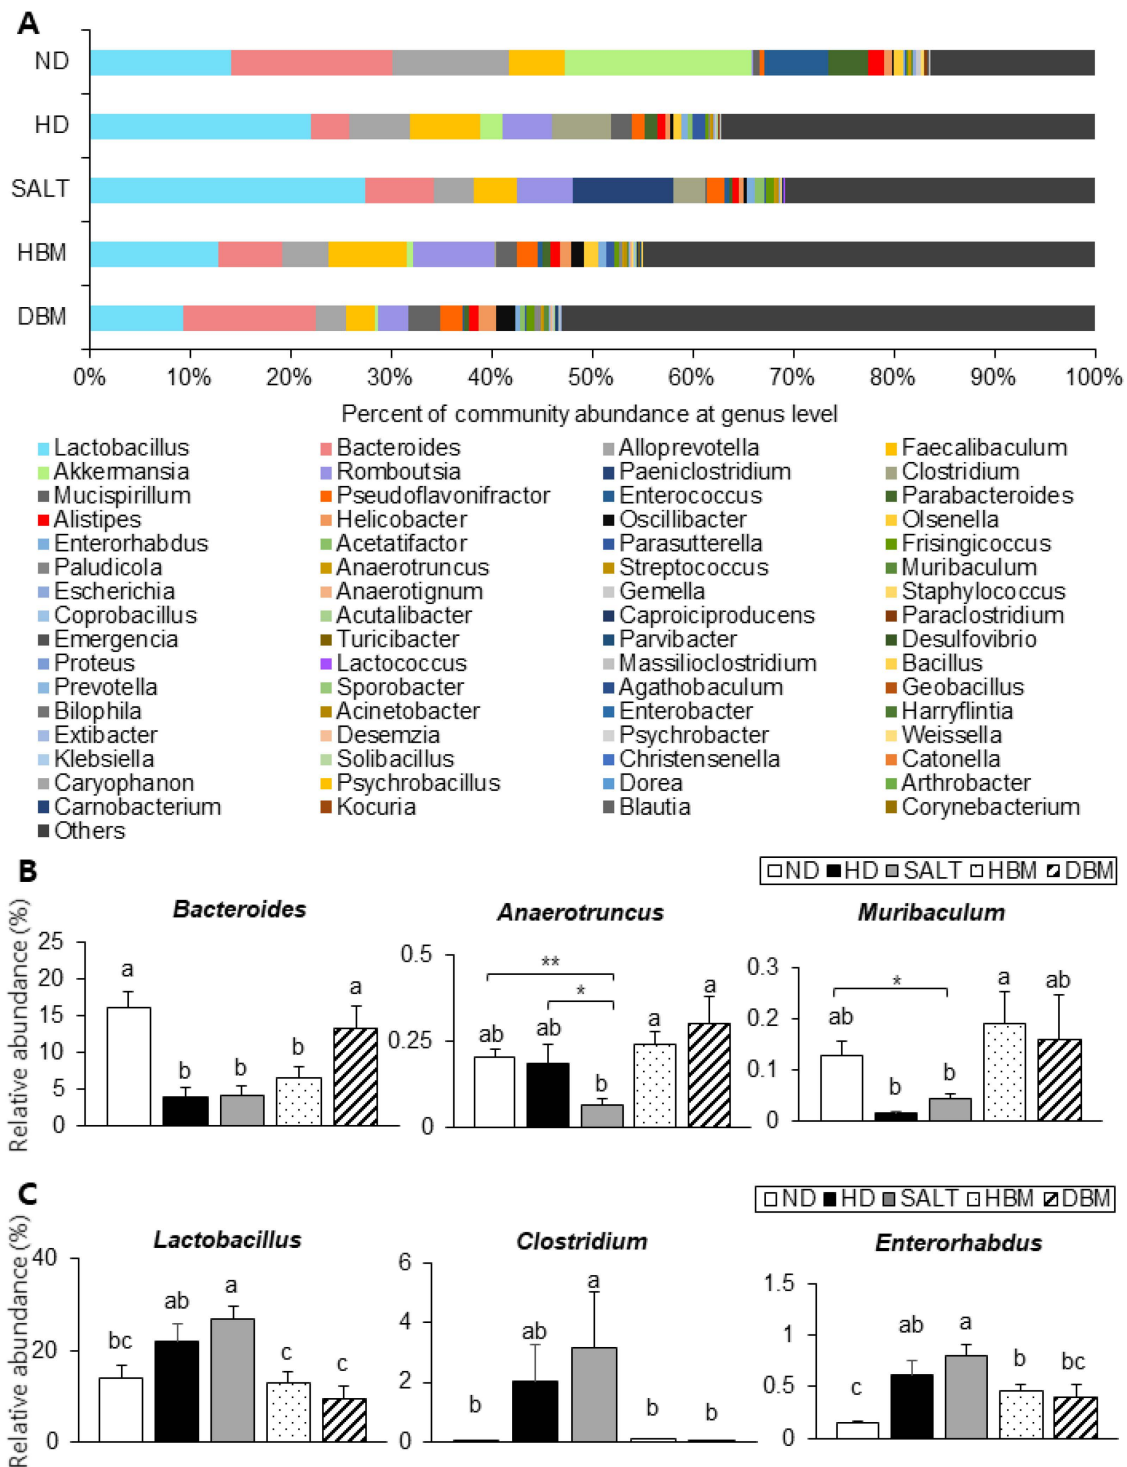 A
ND
HD
SALT
HBM
DBM
0% 10% 20% 30% 40% 50% 60% 70% 80% 90% 100%
Percent of community abundance at genus level
Lactobacillus Bacteroides Alloprevotella Faecalibaculum
Akkermansia Romboutsia Paeniclostridium Clostridium
Mucispirillum Pseudoflavonifractor Enterococcus Parabacteroides
Alistipes Helicobacter Oscillibacter Olsenella
Enterorhabdus Acetatifactor Parasutterella Frisingicoccus
Paludicola Anaerotruncus Streptococcus Muribaculum
Escherichia Anaerotignum Gemella Staphylococcus
Coprobacillus Acutalibacter Caproiciproducens Paraclostridium
Emergencia Turicibacter Parvibacter Desulfovibrio
Proteus Lactococcus Massilioclostridium Bacillus
Prevotella Sporobacter Agathobaculum Geobacillus
Bilophila Acinetobacter Enterobacter Harryflintia
Extibacter Desemzia Psychrobacter Weissella
Klebsiella Solibacillus Christensenella Catonella
Caryophanon Psychrobacillus Dorea Arthrobacter
Carnobacterium Kocuria Blautia Corynebacterium
Others
B
ND HD SALT HBM DBM
Relative abundance (%)
Bacteroides
25
20
15
10
5
0
a b b b a
Anaerotruncus
0.5
0.25
0
**
*
ab ab b a a
Muribaculum
0.3
0.2
0.1
0
*
ab b b a ab
C
ND HD SALT HBM DBM
Relative abundance (%)
Lactobacillus
40
20
0
bc ab a c c
Clostridium
6
4
2
0
b ab a b b
Enterorhabdus
1.5
1
0.5
0
c ab a b bc